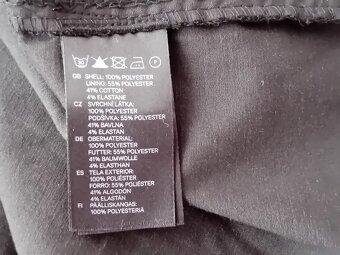 GB SHELL: 100% POLYESTER
LINING: 55% POLYESTER
41% COTTON
4% ELASTANE
CZ SVRCHNÍ LÁTKA:
100% POLYESTER
PODŠÍVKA: 55% POLYESTER
41% BAVLNA
4% ELASTAN
DE OBERMATERIAL:
100% POLYESTER
FUTTER: 55% POLYESTER
41% BAUMWOLLE
4% ELASTHAN
ES TELA EXTERIOR:
100% POLIÉSTER
FORRO: 55% POLIÉSTER
41% ALGODÓN
4% ELASTÁN
FI PÄÄLLISKANGAS:
100% POLYESTERIÄ